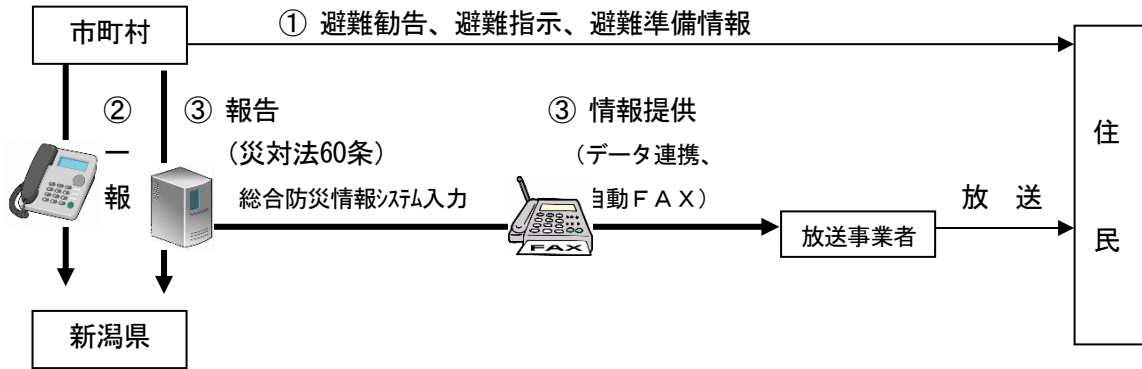 市町村
① 避難勧告、避難指示、避難準備情報
② 一報
③ 報告
(災対法60条)
総合防災情報システム入力
③ 情報提供
(データ連携、
自動FAX)
FAX
放送事業者
放 送
住民
新潟県